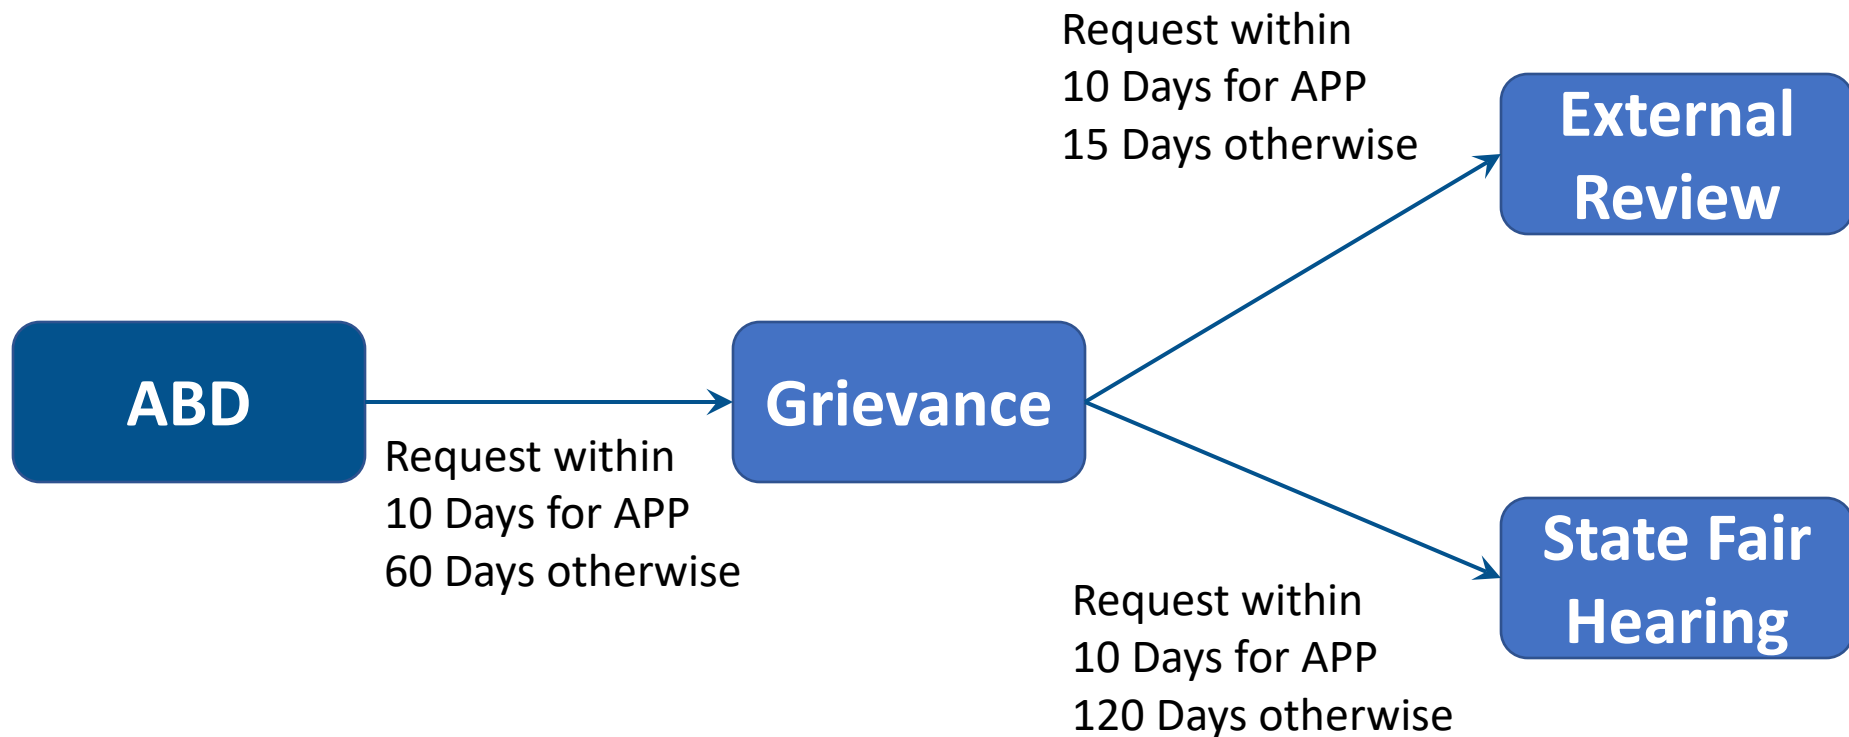 Request within
10 Days for APP
15 Days otherwise
External
Review
ABD
Grievance
Request within
10 Days for APP
60 Days otherwise
State Fair
Hearing
Request within
10 Days for APP
120 Days otherwise